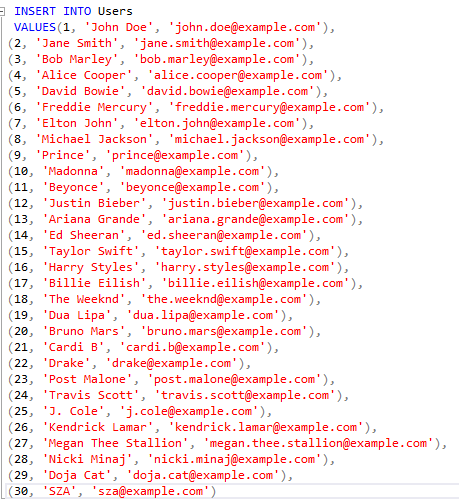 INSERT INTO Users
VALUES(1, 'John Doe', 'john.doe@example.com'),
(2, 'Jane Smith', 'jane.smith@example.com'),
(3, 'Bob Marley', 'bob.marley@example.com'),
(4, 'Alice Cooper', 'alice.cooper@example.com'),
(5, 'David Bowie', 'david.bowie@example.com'),
(6, 'Freddie Mercury', 'freddie.mercury@example.com'),
(7, 'Elton John', 'elton.john@example.com'),
(8, 'Michael Jackson', 'michael.jackson@example.com'),
(9, 'Prince', 'prince@example.com'),
(10, 'Madonna', 'madonna@example.com'),
(11, 'Beyonce', 'beyonce@example.com'),
(12, 'Justin Bieber', 'justin.bieber@example.com'),
(13, 'Ariana Grande', 'ariana.grande@example.com'),
(14, 'Ed Sheeran', 'ed.sheeran@example.com'),
(15, 'Taylor Swift', 'taylor.swift@example.com'),
(16, 'Harry Styles', 'harry.styles@example.com'),
(17, 'Billie Eilish', 'billie.eilish@example.com'),
(18, 'The Weeknd', 'the.weeknd@example.com'),
(19, 'Dua Lipa', 'dua.lipa@example.com'),
(20, 'Bruno Mars', 'bruno.mars@example.com'),
(21, 'Cardi B', 'cardi.b@example.com'),
(22, 'Drake', 'drake@example.com'),
(23, 'Post Malone', 'post.malone@example.com'),
(24, 'Travis Scott', 'travis.scott@example.com'),
(25, 'J. Cole', 'j.cole@example.com'),
(26, 'Kendrick Lamar', 'kendrick.lamar@example.com'),
(27, 'Megan Thee Stallion', 'megan.thee.stallion@example.com'),
(28, 'Nicki Minaj', 'nicki.minaj@example.com'),
(29, 'Doja Cat', 'doja.cat@example.com'),
(30, 'SZA', 'sza@example.com')